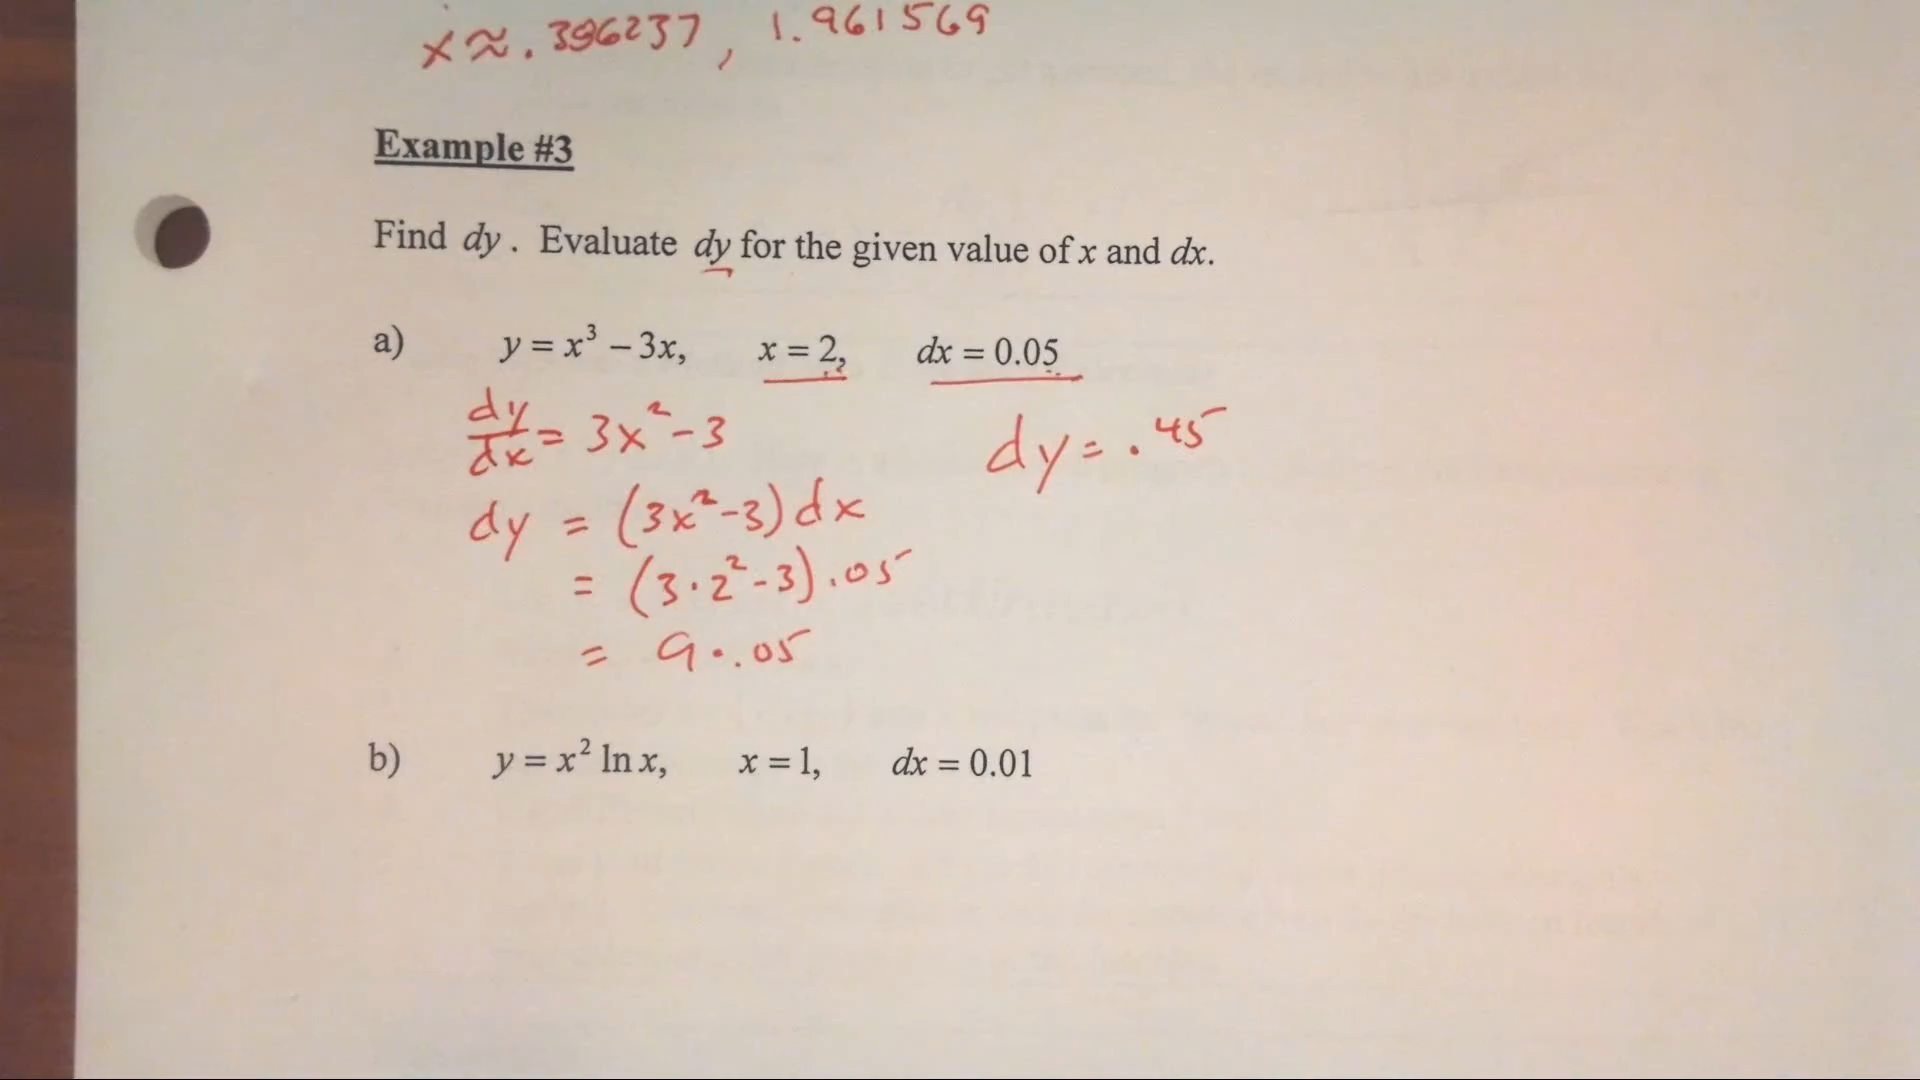 x ≈ .396237, 1.961569
Example #3
Find dy. Evaluate dy for the given value of x and dx.
a) y = x³ – 3x, x = 2, dx = 0.05
dy/dx = 3x² - 3
dy = .45
dy = (3x² - 3) dx
= (3 · 2² - 3) .05
= 9 · .05
b) y = x² ln x, x = 1, dx = 0.01